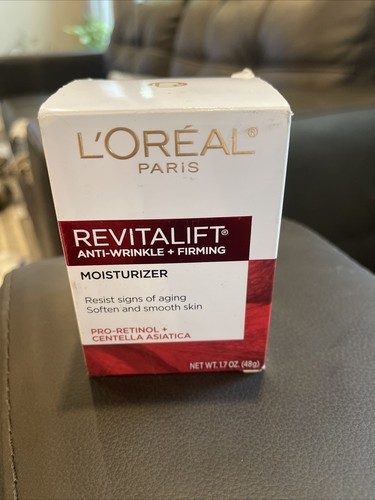 L'ORÉAL®
PARIS
REVITALIFT®
ANTI-WRINKLE + FIRMING
MOISTURIZER
Resist signs of aging
Soften and smooth skin
PRO-RETINOL +
CENTELLA ASIATICA
NET WT. 1.7 OZ. (48g)